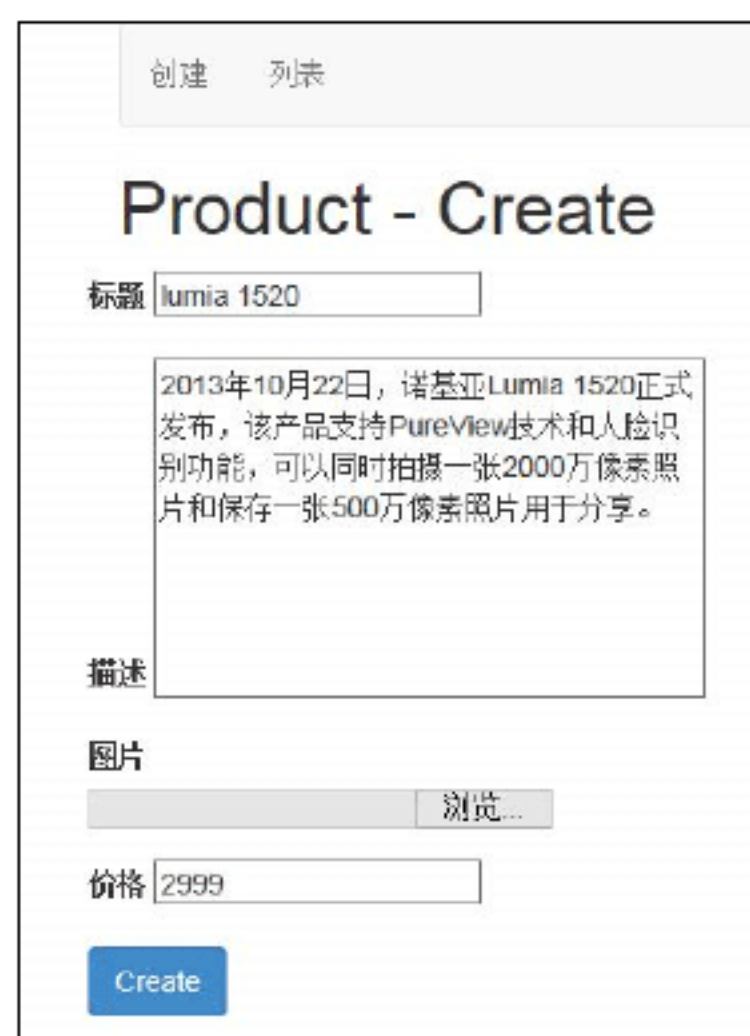 创建 列表
Product - Create
标题 lumia 1520
2013年10月22日，诺基亚Lumia 1520正式
发布，该产品支持PureView技术和人脸识
别功能，可以同时拍摄一张2000万像素照
片和保存一张500万像素照片用于分享。
描述
图片
浏览...
价格 2999
Create